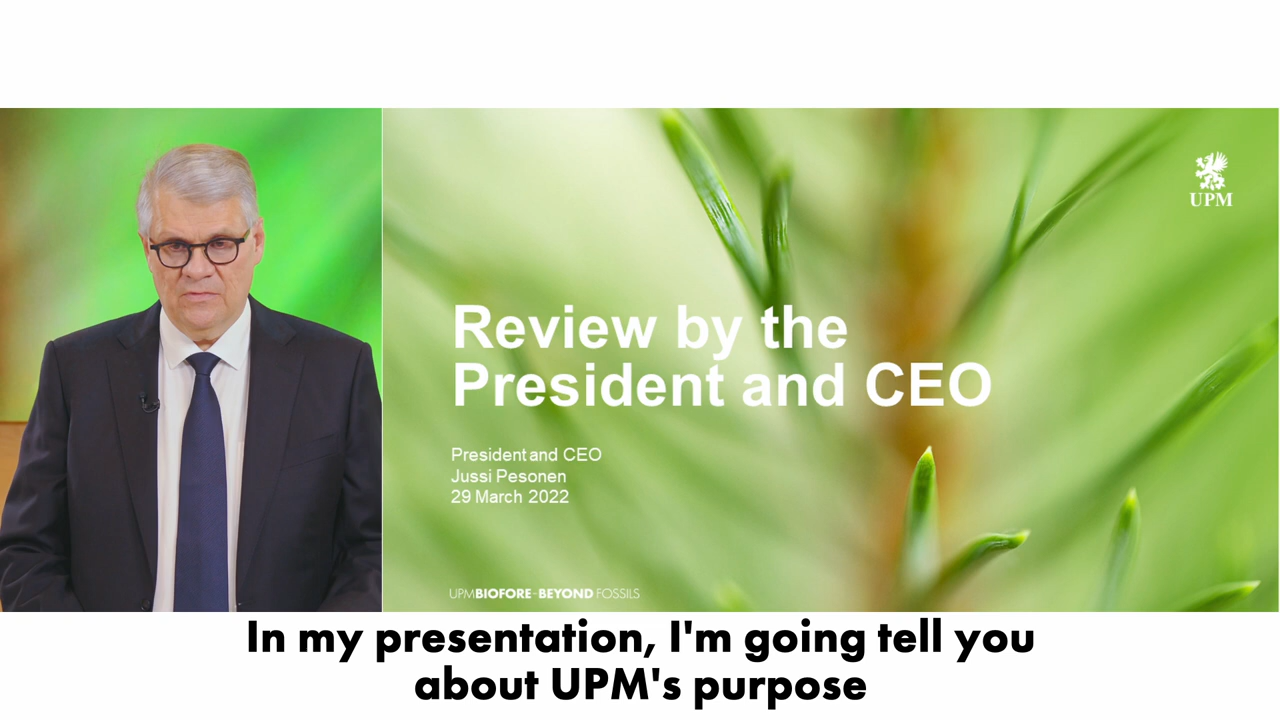 UPM
Review by the
President and CEO
President and CEO
Jussi Pesonen
29 March 2022
UPMBIOFORE-BEYOND FOSSILS
In my presentation, I'm going tell you
about UPM's purpose